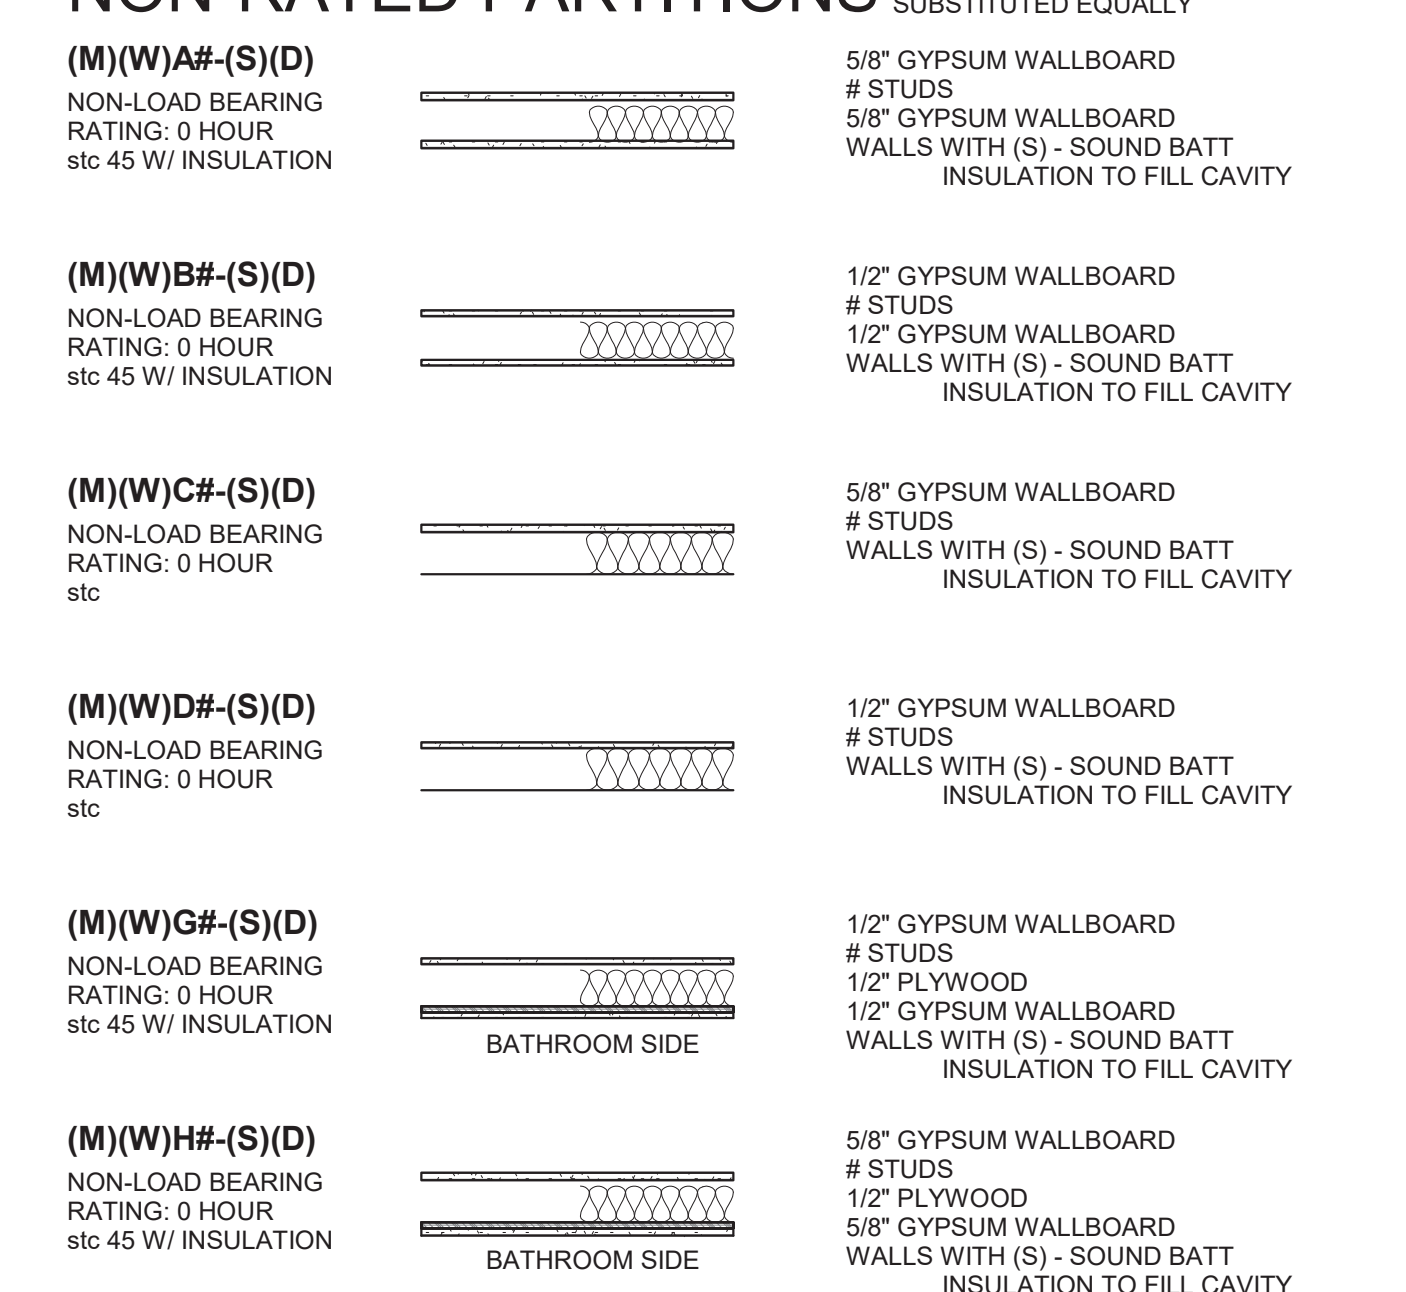 NON-RATED PARTITIONS SUBSTITUTED EQUALLY
(M)(W)A#-(S)(D)
NON-LOAD BEARING
RATING: 0 HOUR
stc 45 W/ INSULATION
5/8" GYPSUM WALLBOARD
# STUDS
5/8" GYPSUM WALLBOARD
WALLS WITH (S) - SOUND BATT
INSULATION TO FILL CAVITY
(M)(W)B#-(S)(D)
NON-LOAD BEARING
RATING: 0 HOUR
stc 45 W/ INSULATION
1/2" GYPSUM WALLBOARD
# STUDS
1/2" GYPSUM WALLBOARD
WALLS WITH (S) - SOUND BATT
INSULATION TO FILL CAVITY
(M)(W)C#-(S)(D)
NON-LOAD BEARING
RATING: 0 HOUR
stc
5/8" GYPSUM WALLBOARD
# STUDS
WALLS WITH (S) - SOUND BATT
INSULATION TO FILL CAVITY
(M)(W)D#-(S)(D)
NON-LOAD BEARING
RATING: 0 HOUR
stc
1/2" GYPSUM WALLBOARD
# STUDS
WALLS WITH (S) - SOUND BATT
INSULATION TO FILL CAVITY
(M)(W)G#-(S)(D)
NON-LOAD BEARING
RATING: 0 HOUR
stc 45 W/ INSULATION
BATHROOM SIDE
1/2" GYPSUM WALLBOARD
# STUDS
1/2" PLYWOOD
1/2" GYPSUM WALLBOARD
WALLS WITH (S) - SOUND BATT
INSULATION TO FILL CAVITY
(M)(W)H#-(S)(D)
NON-LOAD BEARING
RATING: 0 HOUR
stc 45 W/ INSULATION
BATHROOM SIDE
5/8" GYPSUM WALLBOARD
# STUDS
1/2" PLYWOOD
5/8" GYPSUM WALLBOARD
WALLS WITH (S) - SOUND BATT
INSULATION TO FILL CAVITY